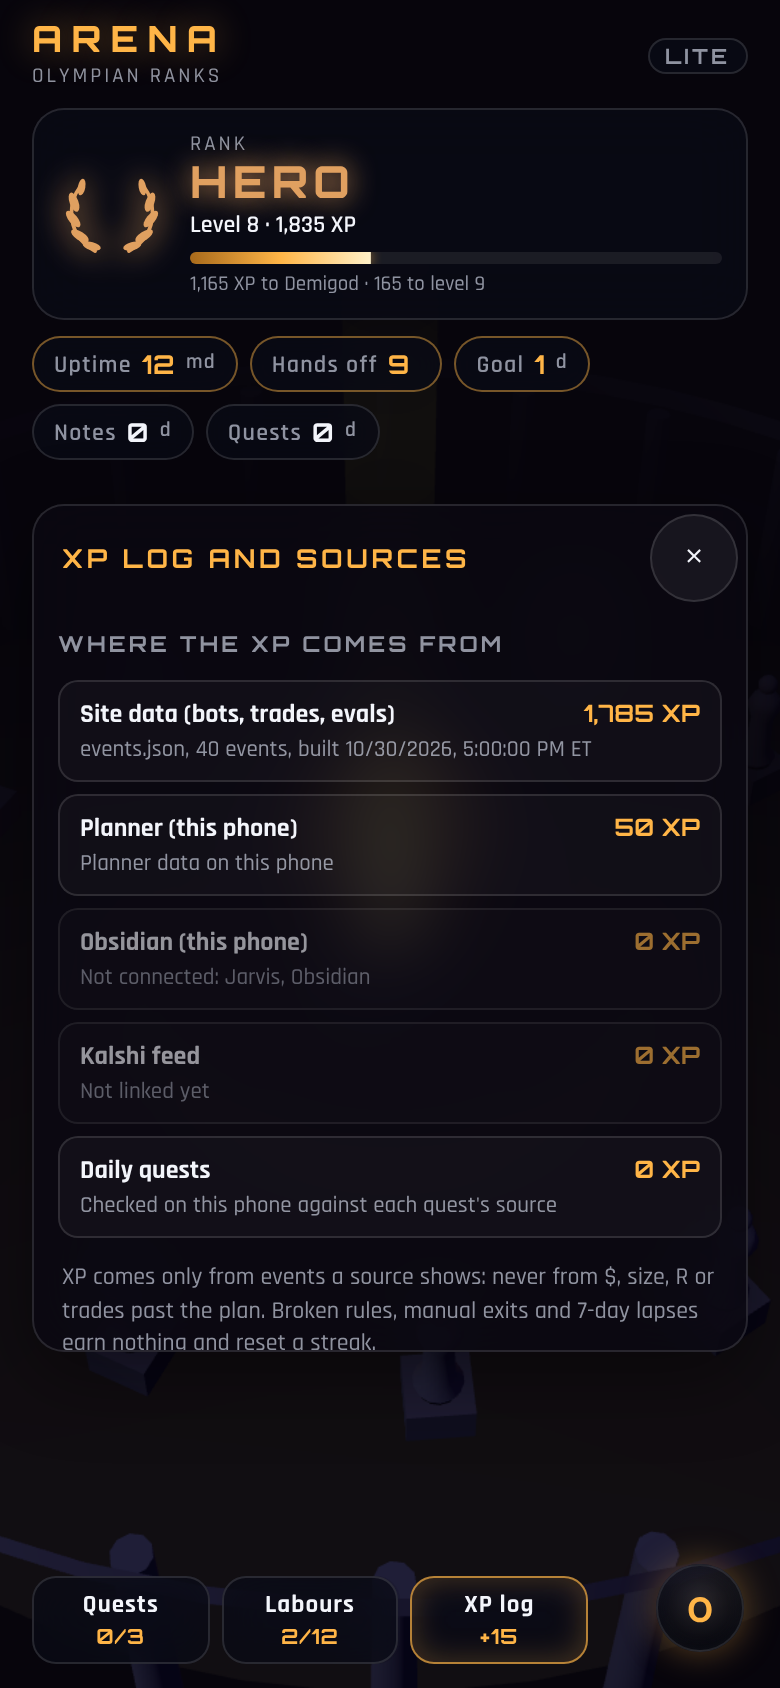 ARENA
OLYMPIAN RANKS
LITE
RANK
HERO
Level 8 · 1,835 XP
1,165 XP to Demigod · 165 to level 9
Uptime 12 md
Hands off 9
Goal 1 d
Notes 0 d
Quests 0 d
XP LOG AND SOURCES
×
WHERE THE XP COMES FROM
Site data (bots, trades, evals) 1,785 XP
events.json, 40 events, built 10/30/2026, 5:00:00 PM ET
Planner (this phone) 50 XP
Planner data on this phone
Obsidian (this phone) 0 XP
Not connected: Jarvis, Obsidian
Kalshi feed 0 XP
Not linked yet
Daily quests 0 XP
Checked on this phone against each quest's source
XP comes only from events a source shows: never from $, size, R or
trades past the plan. Broken rules, manual exits and 7-day lapses
earn nothing and reset a streak.
Quests
0/3
Labours
2/12
XP log
+15
O